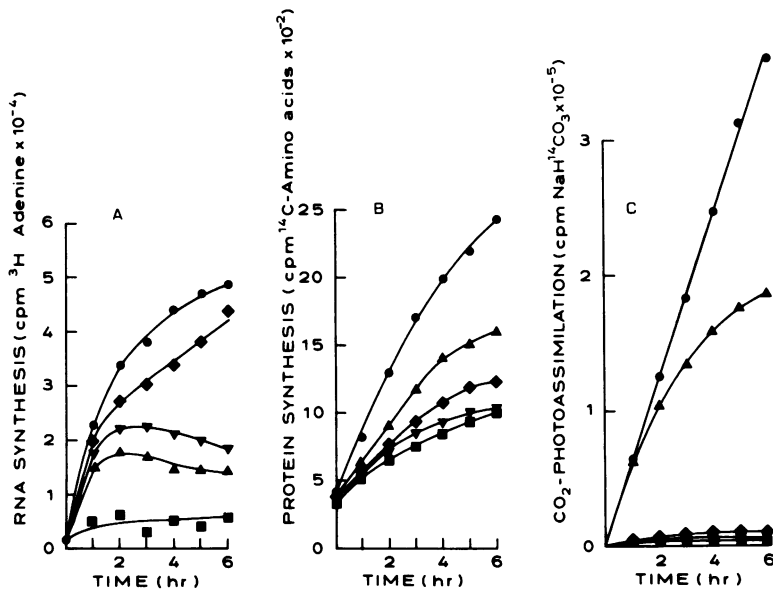 RNA SYNTHESIS (cpm ³H Adenine x 10⁻⁴)
A
6
5
4
3
2
1
0
2
4
6
TIME (hr)
PROTEIN SYNTHESIS (cpm ¹⁴C-Amino acids x 10⁻²)
B
25
20
15
10
5
0
2
4
6
TIME (hr)
CO₂-PHOTOASSIMILATION (cpm NaH¹⁴CO₃ x 10⁻⁵)
C
3
2
1
0
2
4
6
TIME (hr)